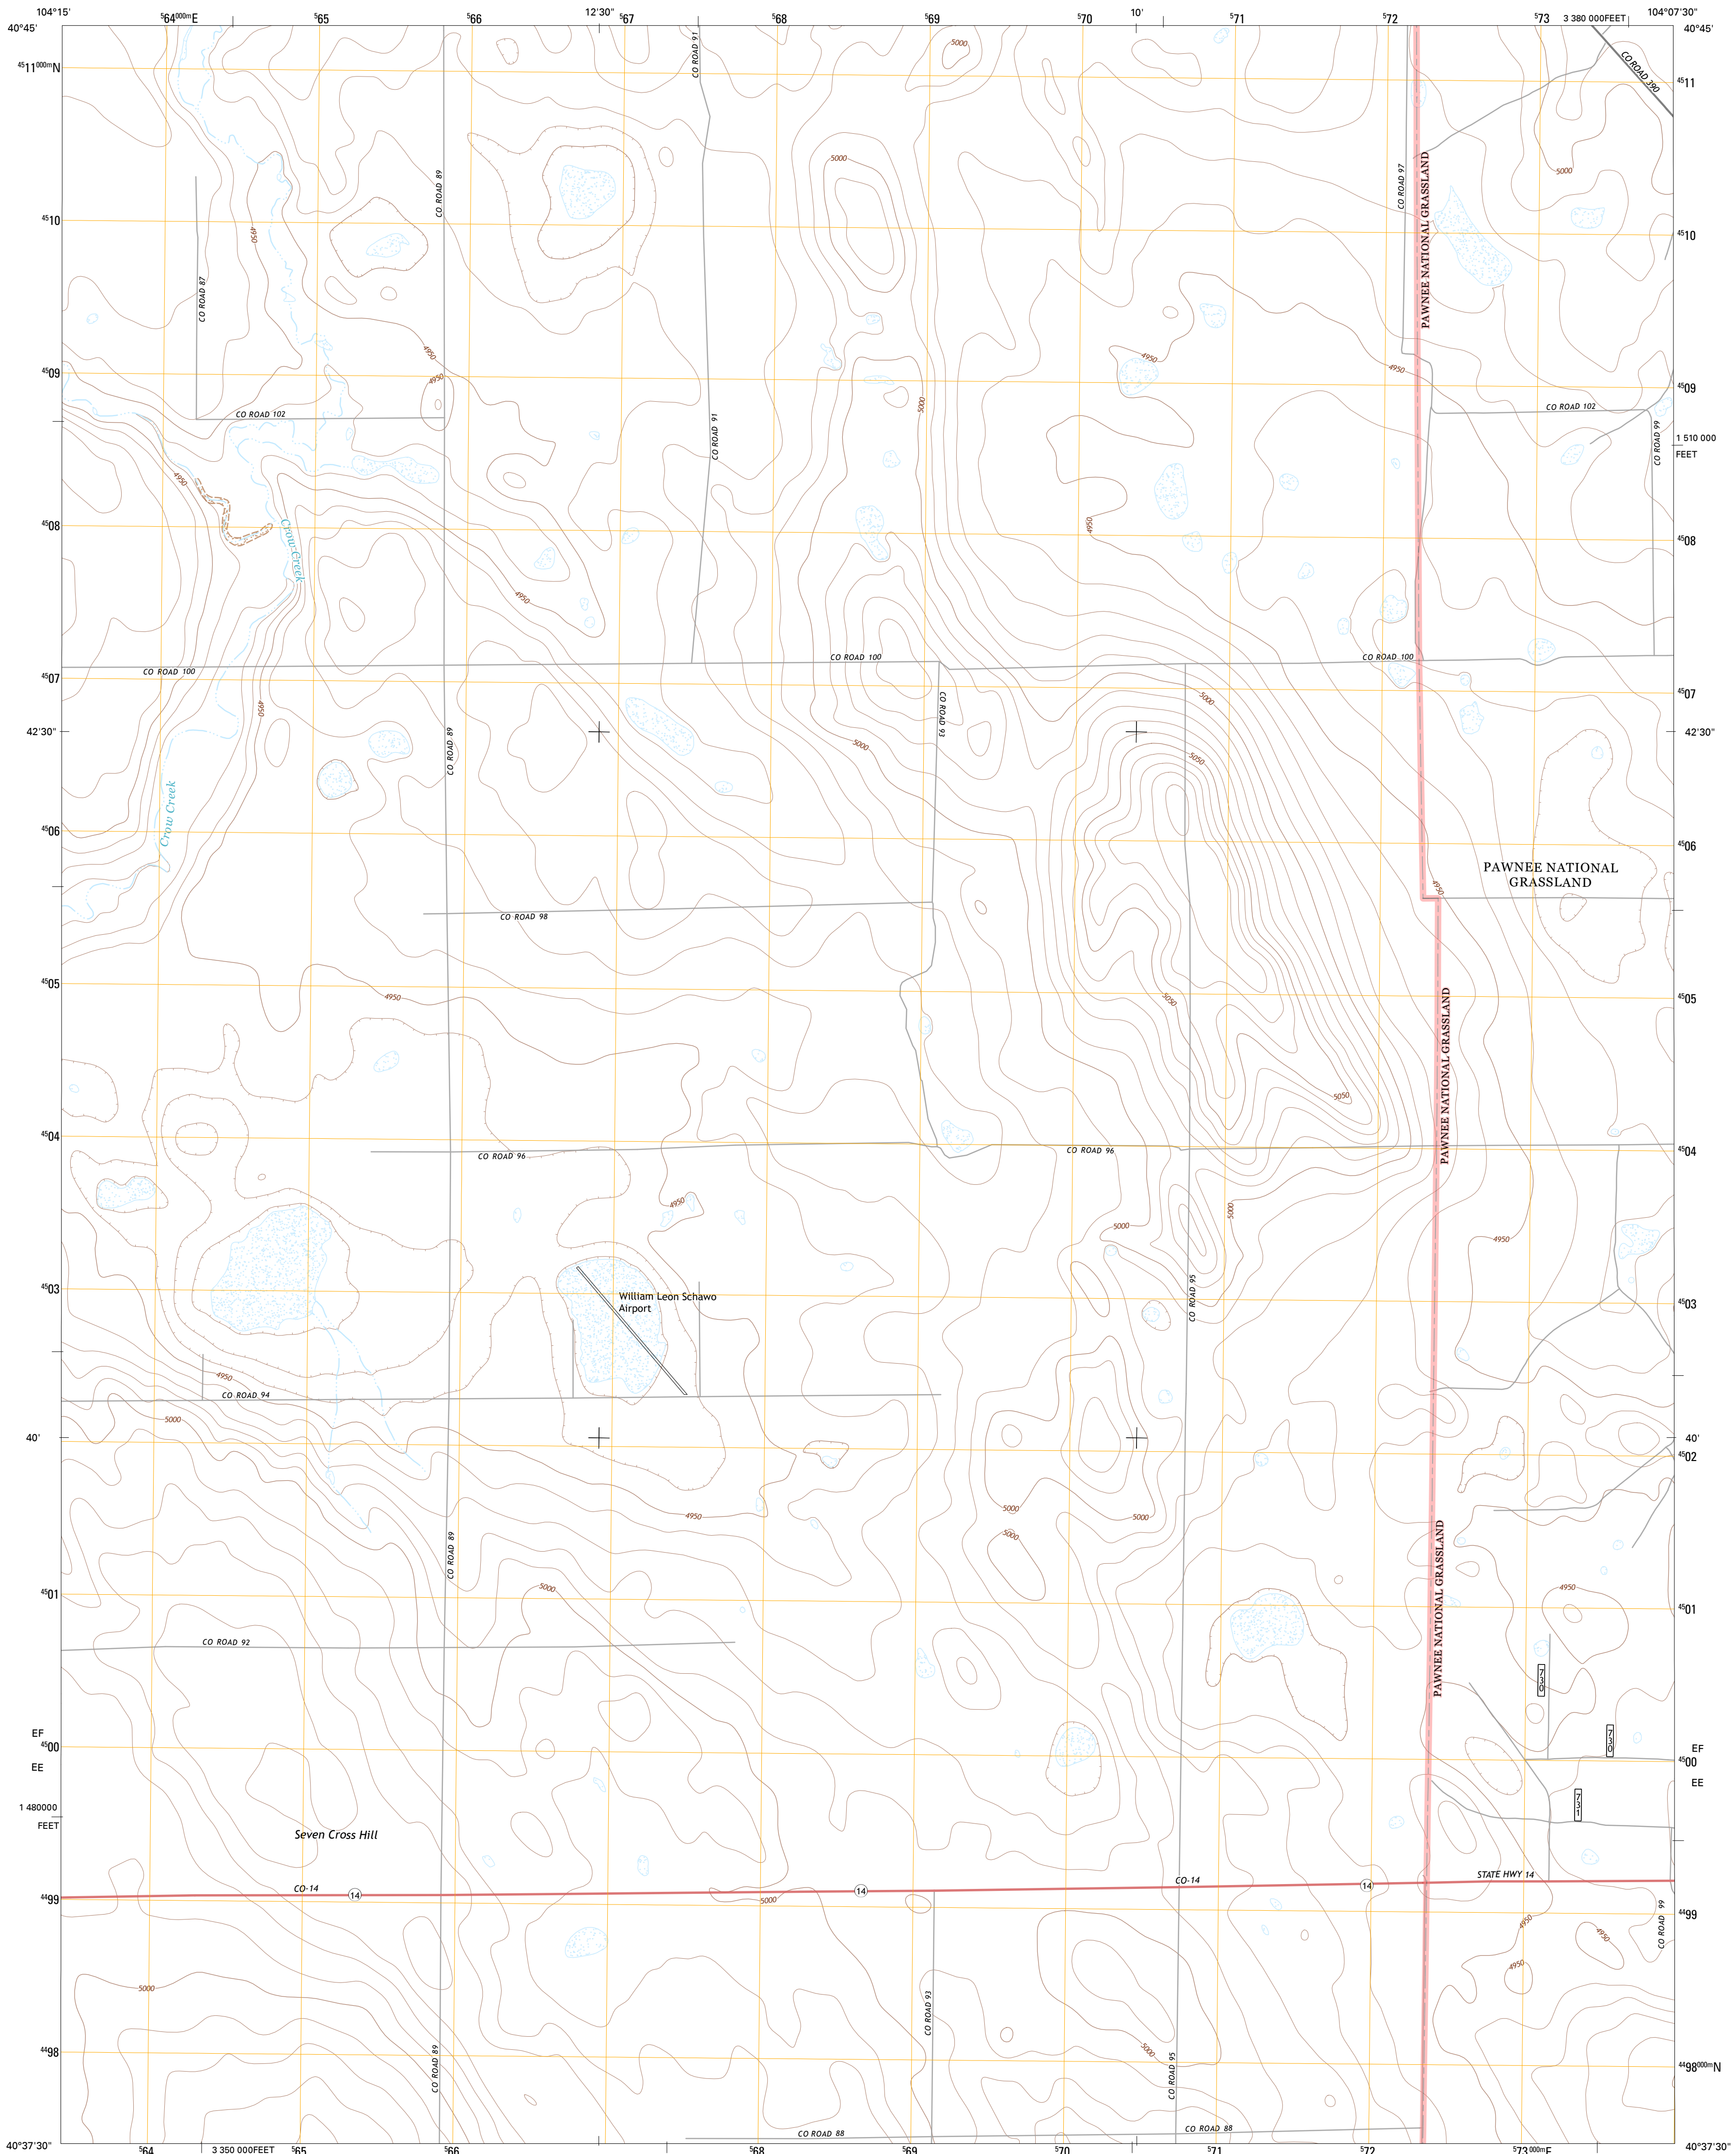 104°15'
⁵64⁰⁰⁰ᵐE
⁵65
⁵66
12'30"
⁵67
⁵68
⁵69
⁵70
10'
⁵71
⁵72
⁵73
3 380 000FEET
104°07'30"
40°45'
40°45'
CO ROAD 91
5000
CO ROAD 390
⁴⁵11⁰⁰⁰ᵐN
⁴⁵11
5000
5000
CO ROAD 89
CO ROAD 97
PAWNEE NATIONAL GRASSLAND
⁴⁵10
4950
⁴⁵10
CO ROAD 87
4950
4950
4950
4950
⁴⁵09
⁴⁵09
5000
CO ROAD 102
CO ROAD 102
CO ROAD 91
CO ROAD 99
1 510 000
FEET
4950
⁴⁵08
Crow Creek
4950
⁴⁵08
4950
CO ROAD 100
CO ROAD 100
CO ROAD 100
⁴⁵07
4950
CO ROAD 93
5000
⁴⁵07
42'30"
CO ROAD 89
5000
5050
42'30"
Crow Creek
⁴⁵06
⁴⁵06
PAWNEE NATIONAL
GRASSLAND
4950
CO ROAD 98
⁴⁵05
4950
5050
⁴⁵05
PAWNEE NATIONAL GRASSLAND
5050
⁴⁵04
CO ROAD 96
CO ROAD 96
⁴⁵04
4950
5000
5000
4950
⁴⁵03
William Leon Schawo
Airport
CO ROAD 95
⁴⁵03
4950
CO ROAD 94
5000
40'
40'
⁴⁵02
4950
5000
5000
5000
CO ROAD 89
PAWNEE NATIONAL GRASSLAND
⁴⁵01
5000
4950
⁴⁵01
CO ROAD 92
730
EF
⁴⁵00
EE
730
EF
⁴⁵00
EE
1 480000
FEET
731
Seven Cross Hill
CO-14
14
14
CO-14
14
STATE HWY 14
⁴⁴99
5000
4950
4950
CO ROAD 99
⁴⁴99
5000
4950
CO ROAD 93
⁴⁴98
CO ROAD 89
5000
CO ROAD 95
⁴⁴98⁰⁰⁰ᵐN
CO ROAD 88
CO ROAD 88
40°37'30"
40°37'30"
⁵64
3 350 000FEET
⁵65
⁵66
⁵68
⁵69
⁵70
⁵71
⁵72
⁵73⁰⁰⁰ᵐE